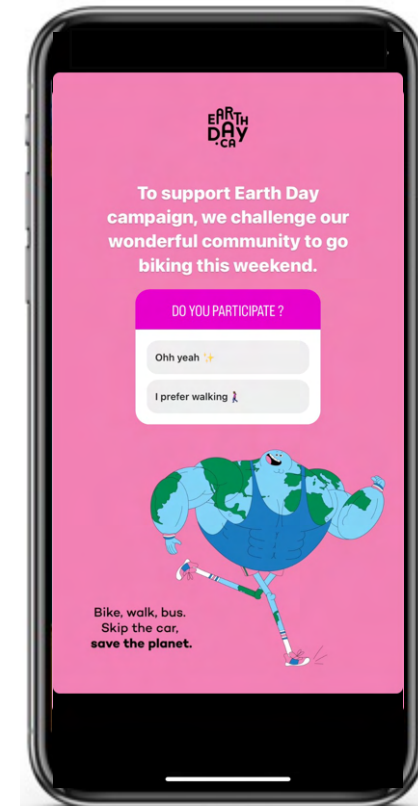 EARTH
DAY
.CA
To support Earth Day
campaign, we challenge our
wonderful community to go
biking this weekend.
DO YOU PARTICIPATE ?
Ohh yeah ✨
I prefer walking 🚶‍♀️
Bike, walk, bus.
Skip the car,
save the planet.